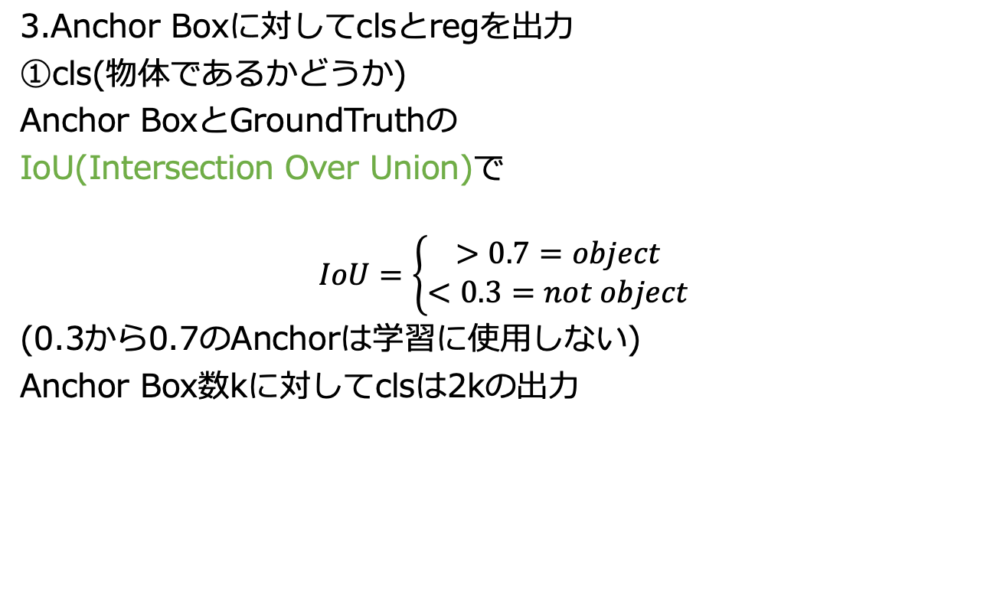 3.Anchor Boxに対してclsとregを出力
①cls(物体であるかどうか)
Anchor BoxとGroundTruthの
IoU(Intersection Over Union)で
IoU = { > 0.7 = object
< 0.3 = not object
(0.3から0.7のAnchorは学習に使用しない)
Anchor Box数kに対してclsは2kの出力